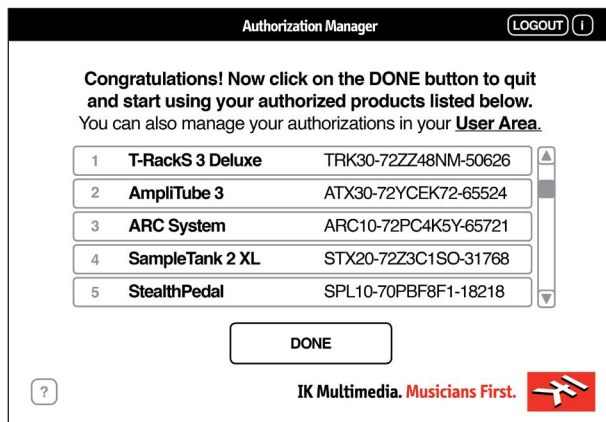 Authorization Manager
LOGOUT i
Congratulations! Now click on the DONE button to quit
and start using your authorized products listed below.
You can also manage your authorizations in your User Area.
1 T-RackS 3 Deluxe TRK30-72ZZ48NM-50626
2 AmpliTube 3 ATX30-72YCEK72-65524
3 ARC System ARC10-72PC4K5Y-65721
4 SampleTank 2 XL STX20-72Z3C1SO-31768
5 StealthPedal SPL10-70PBF8F1-18218
DONE
?
IK Multimedia. Musicians First.